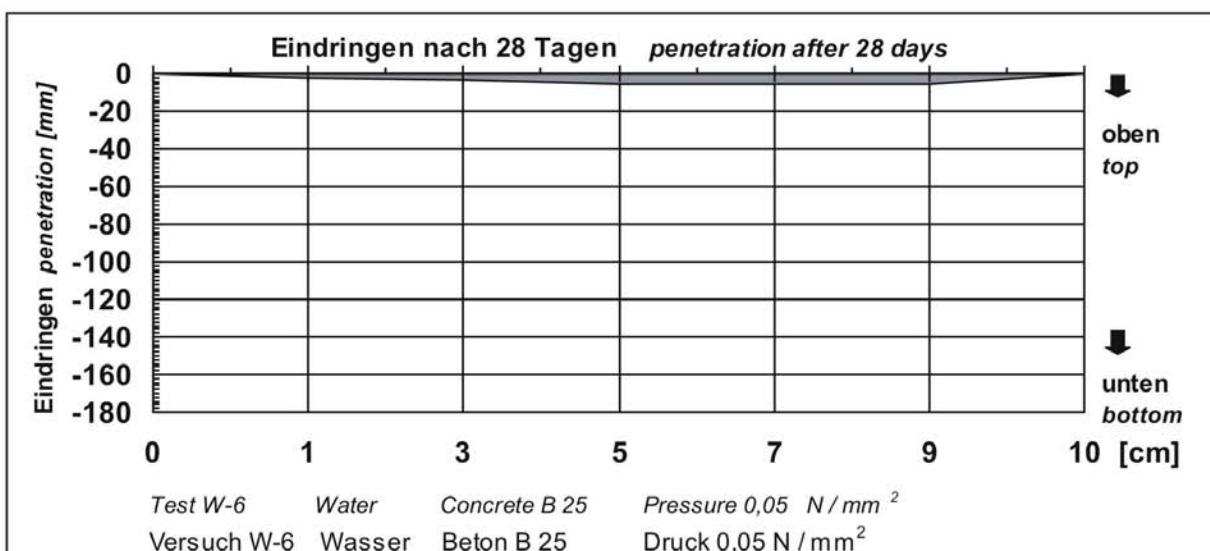 Eindringen nach 28 Tagen penetration after 28 days
Eindringen penetration [mm]
0
-20
-40
-60
-80
-100
-120
-140
-160
-180
oben
top
unten
bottom
0 1 3 5 7 9 10 [cm]
Test W-6 Water Concrete B 25 Pressure 0,05 N / mm ²
Versuch W-6 Wasser Beton B 25 Druck 0,05 N / mm²